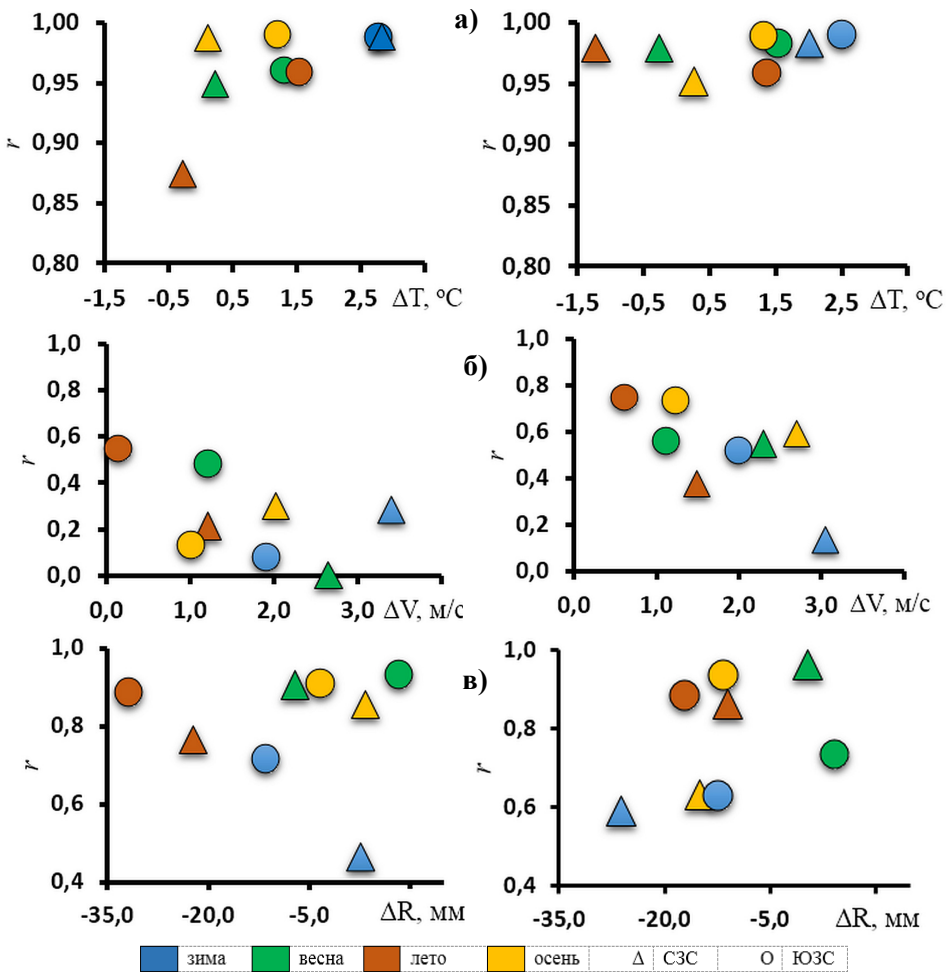 а)
1,00
0,95
0,90
0,85
0,80
r
-1,5 -0,5 0,5 1,5 2,5 ΔT, °C
1,00
0,95
0,90
0,85
0,80
r
-1,5 -0,5 0,5 1,5 2,5 ΔT, °C
б)
1,0
0,8
0,6
0,4
0,2
0,0
r
0,0 1,0 2,0 3,0 ΔV, м/с
1,0
0,8
0,6
0,4
0,2
0,0
r
0,0 1,0 2,0 3,0 ΔV, м/с
в)
1,0
0,8
0,6
0,4
r
-35,0 -20,0 -5,0 ΔR, мм
1,0
0,8
0,6
0,4
r
-35,0 -20,0 -5,0 ΔR, мм
зима весна лето осень Δ СЗС О ЮЗС